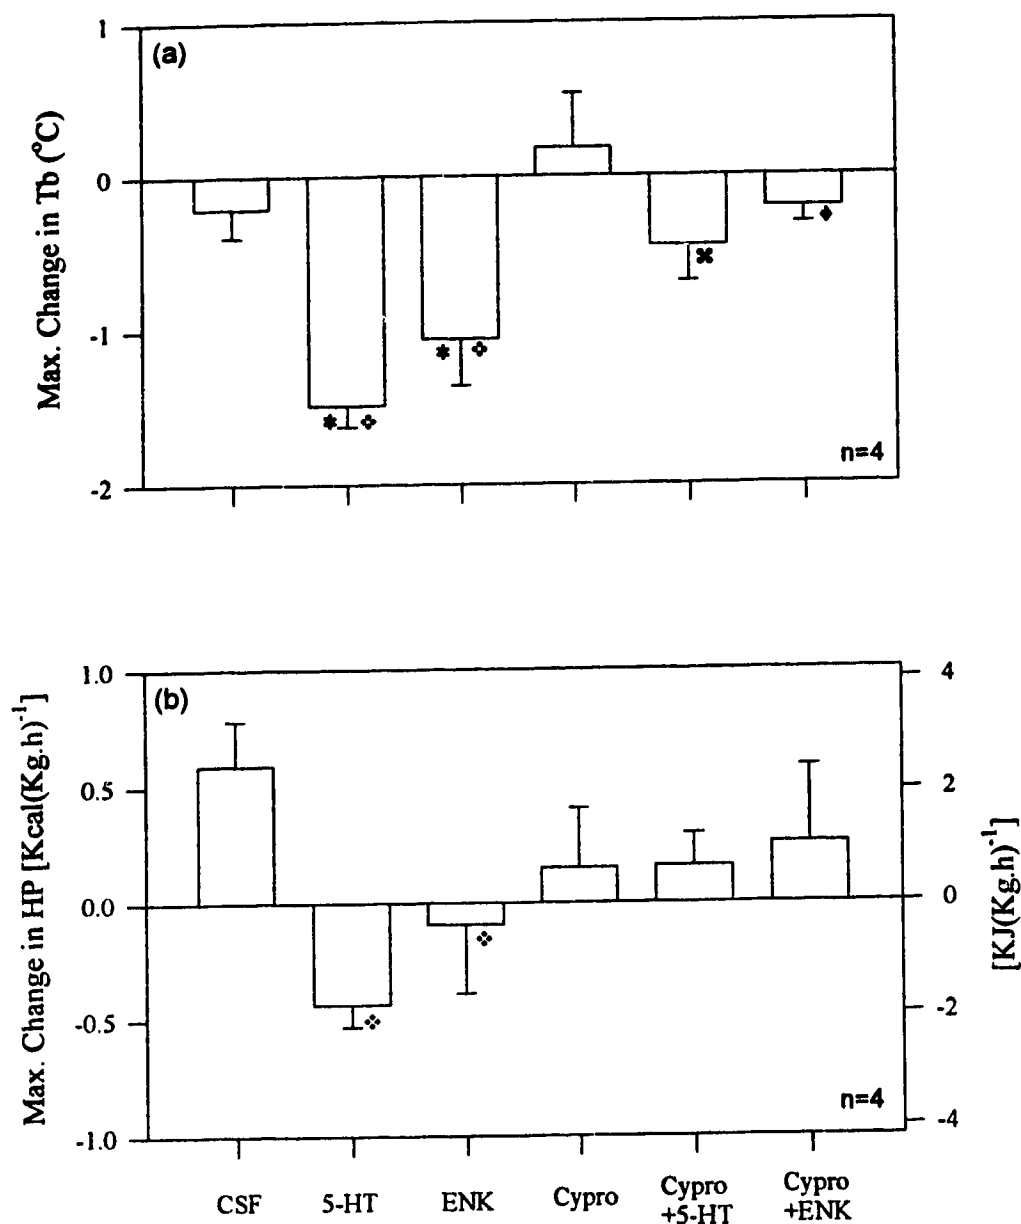 (a)
Max. Change in Tb (°C)
1
0
-1
-2
* ✧
* ✧
✖
♦
n=4
(b)
Max. Change in HP [Kcal(Kg.h)⁻¹]
1.0
0.5
0.0
-0.5
-1.0
❖
❖
n=4
4
2
0
-2
-4
[KJ(Kg.h)⁻¹]
CSF
5-HT
ENK
Cypro
Cypro
+5-HT
Cypro
+ENK